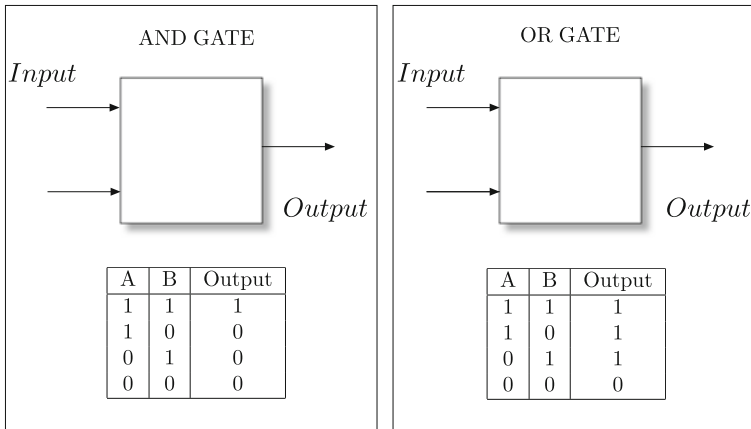 AND GATE
Input
Output
A B Output
1 1 1
1 0 0
0 1 0
0 0 0
OR GATE
Input
Output
A B Output
1 1 1
1 0 1
0 1 1
0 0 0